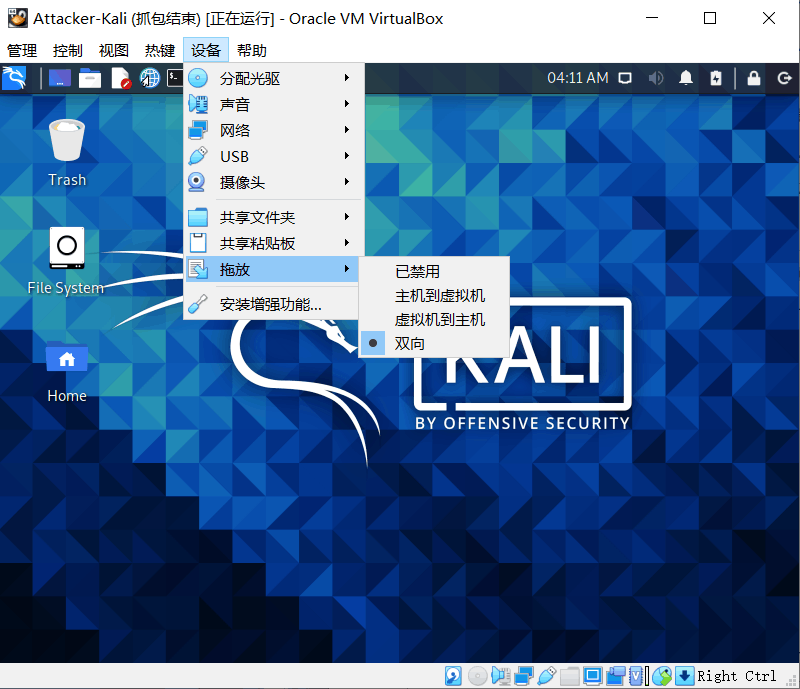 Attacker-Kali (抓包结束) [正在运行] - Oracle VM VirtualBox
管理 控制 视图 热键 设备 帮助
04:11 AM
分配光驱
声音
网络
USB
摄像头
共享文件夹
共享粘贴板
拖放
安装增强功能...
已禁用
主机到虚拟机
虚拟机到主机
双向
Trash
File System
Home
KALI
BY OFFENSIVE SECURITY
Right Ctrl